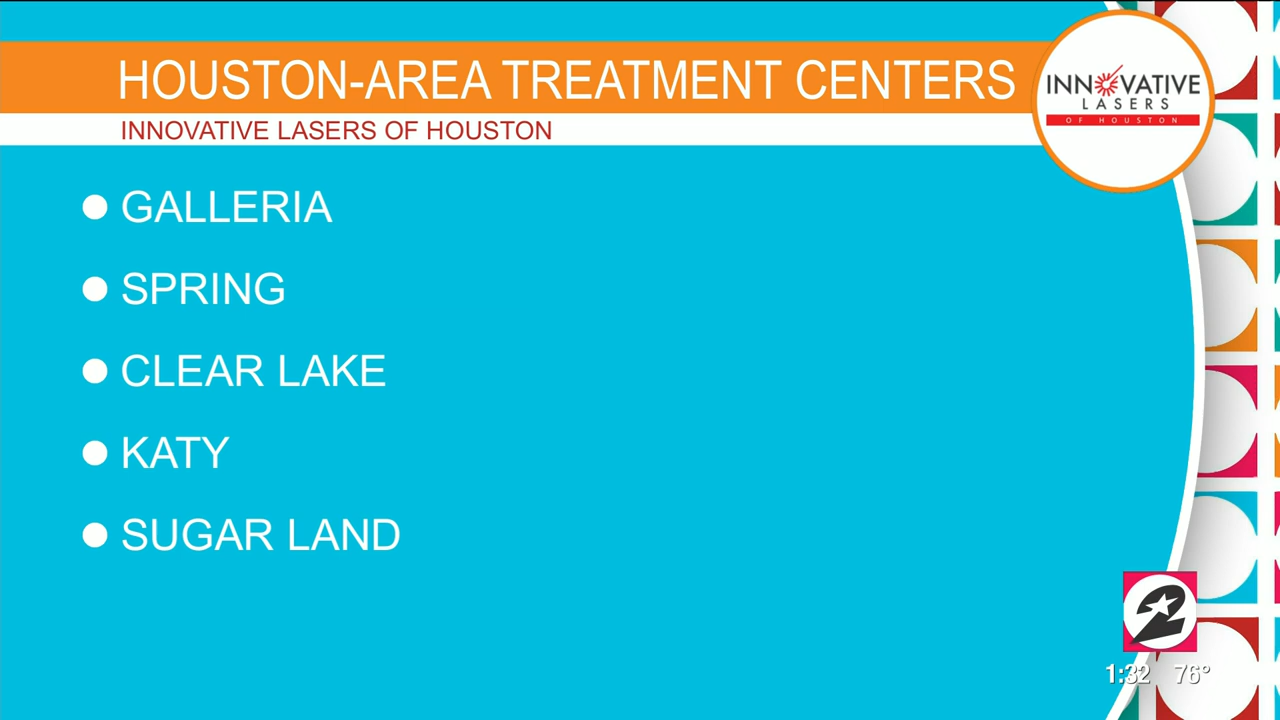 HOUSTON-AREA TREATMENT CENTERS
INNOVATIVE LASERS OF HOUSTON
INNOVATIVE
LASERS
OF HOUSTON
GALLERIA
SPRING
CLEAR LAKE
KATY
SUGAR LAND
2
1:32 76°